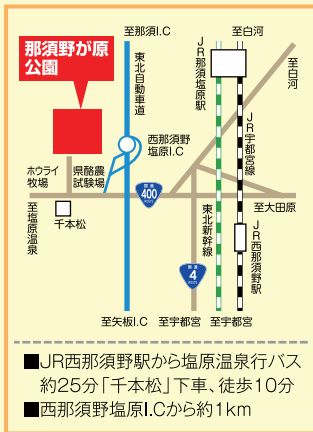 至那須I.C
至白河
那須野が原
公園
東北自動車道
JR那須塩原駅
至白河
西那須野
塩原I.C
JR宇都宮線
ホウライ
牧場
県酪農
試験場
国道
400
ROUTE
至大田原
至塩原温泉
千本松
東北新幹線
JR西那須野駅
国道
4
ROUTE
至矢板I.C
至宇都宮
至宇都宮
■JR西那須野駅から塩原温泉行バス
約25分「千本松」下車、徒歩10分
■西那須野塩原I.Cから約1km